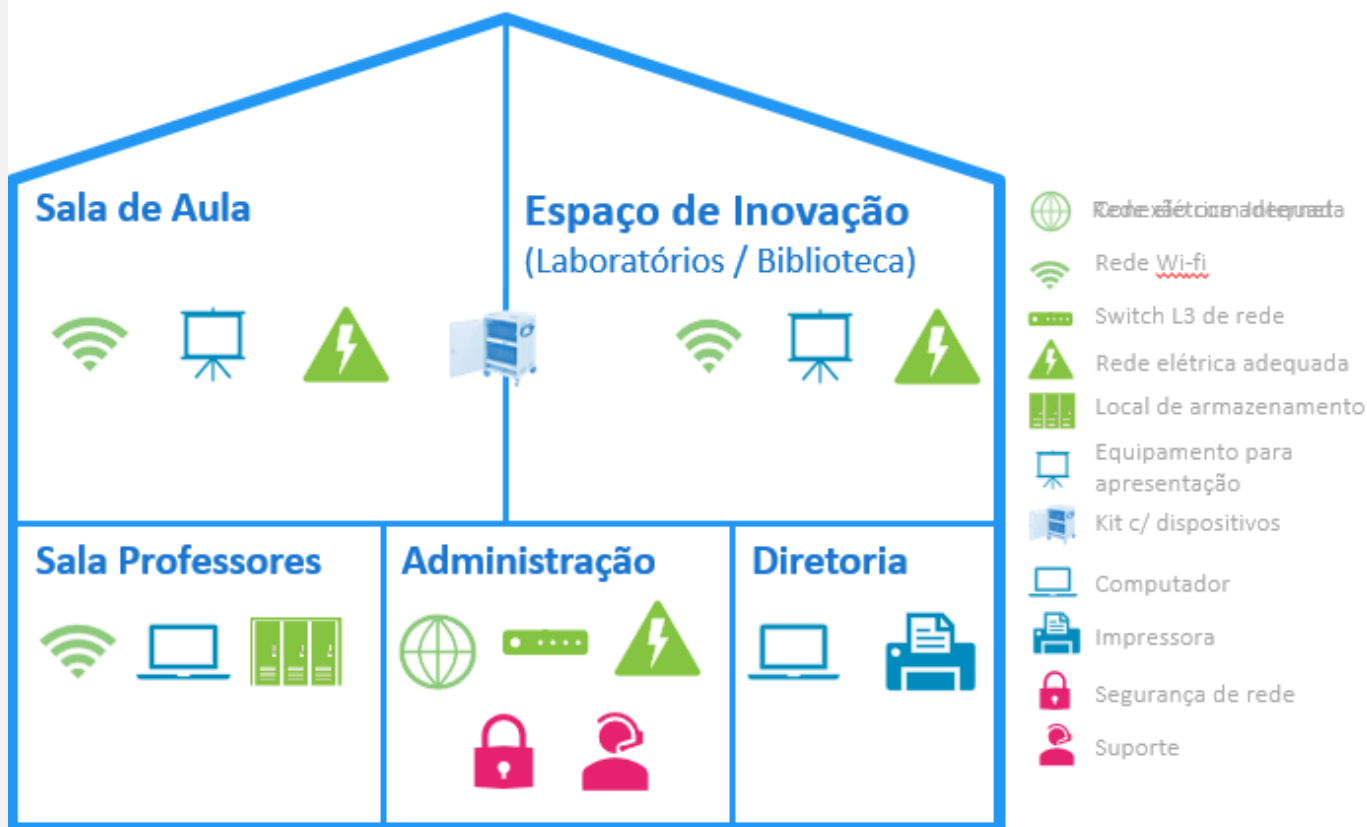 Sala de Aula
Espaço de Inovação
(Laboratórios / Biblioteca)
Sala Professores
Administração
Diretoria
Rede Wi-fi
Switch L3 de rede
Rede elétrica adequada
Local de armazenamento
Equipamento para
apresentação
Kit c/ dispositivos
Computador
Impressora
Segurança de rede
Suporte